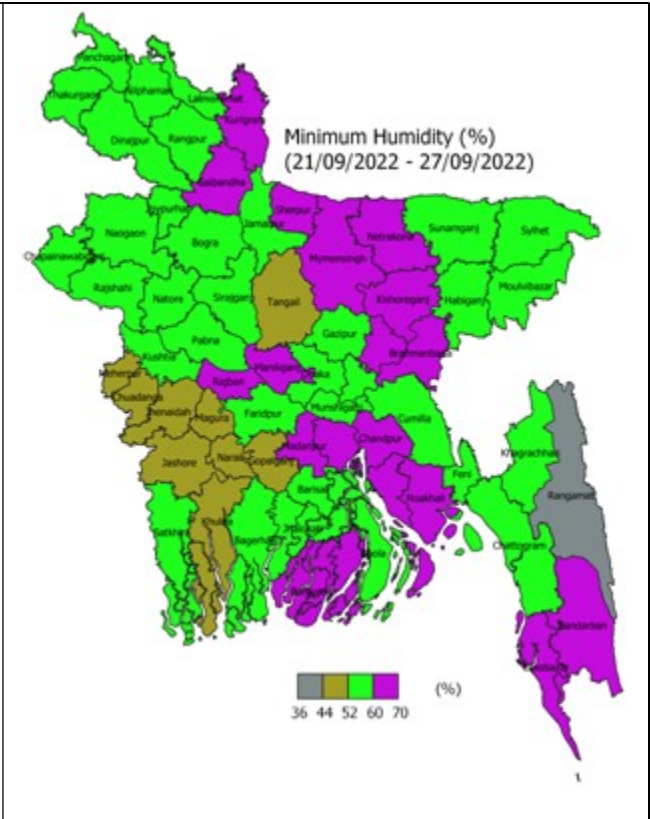 Panchagarh
Thakurgaon
Nilphamari
Lalmonirhat
Kurigram
Dinajpur
Rangpur
Minimum Humidity (%)
(21/09/2022 - 27/09/2022)
Gaibandha
Joypurhat
Sherpur
Naogaon
Jamalpur
Netrokona
Sunamganj
Sylhet
Bogra
Mymensingh
Chapainawabganj
Rajshahi
Natore
Sirajganj
Tangail
Kishoreganj
Habiganj
Moulvibazar
Gazipur
Pabna
Brahmanbaria
Kushtia
Meherpur
Manikganj
Dhaka
Rajbari
Chuadanga
Jhenaidah
Magura
Faridpur
Munshiganj
Cumilla
Madaripur
Chandpur
Khagrachhari
Jashore
Narail
Gopalganj
Feni
Barisal
Noakhali
Rangamati
Satkhira
Khulna
Bagerhat
Bhola
Chattogram
Bandarban
(%)
36 44 52 60 70